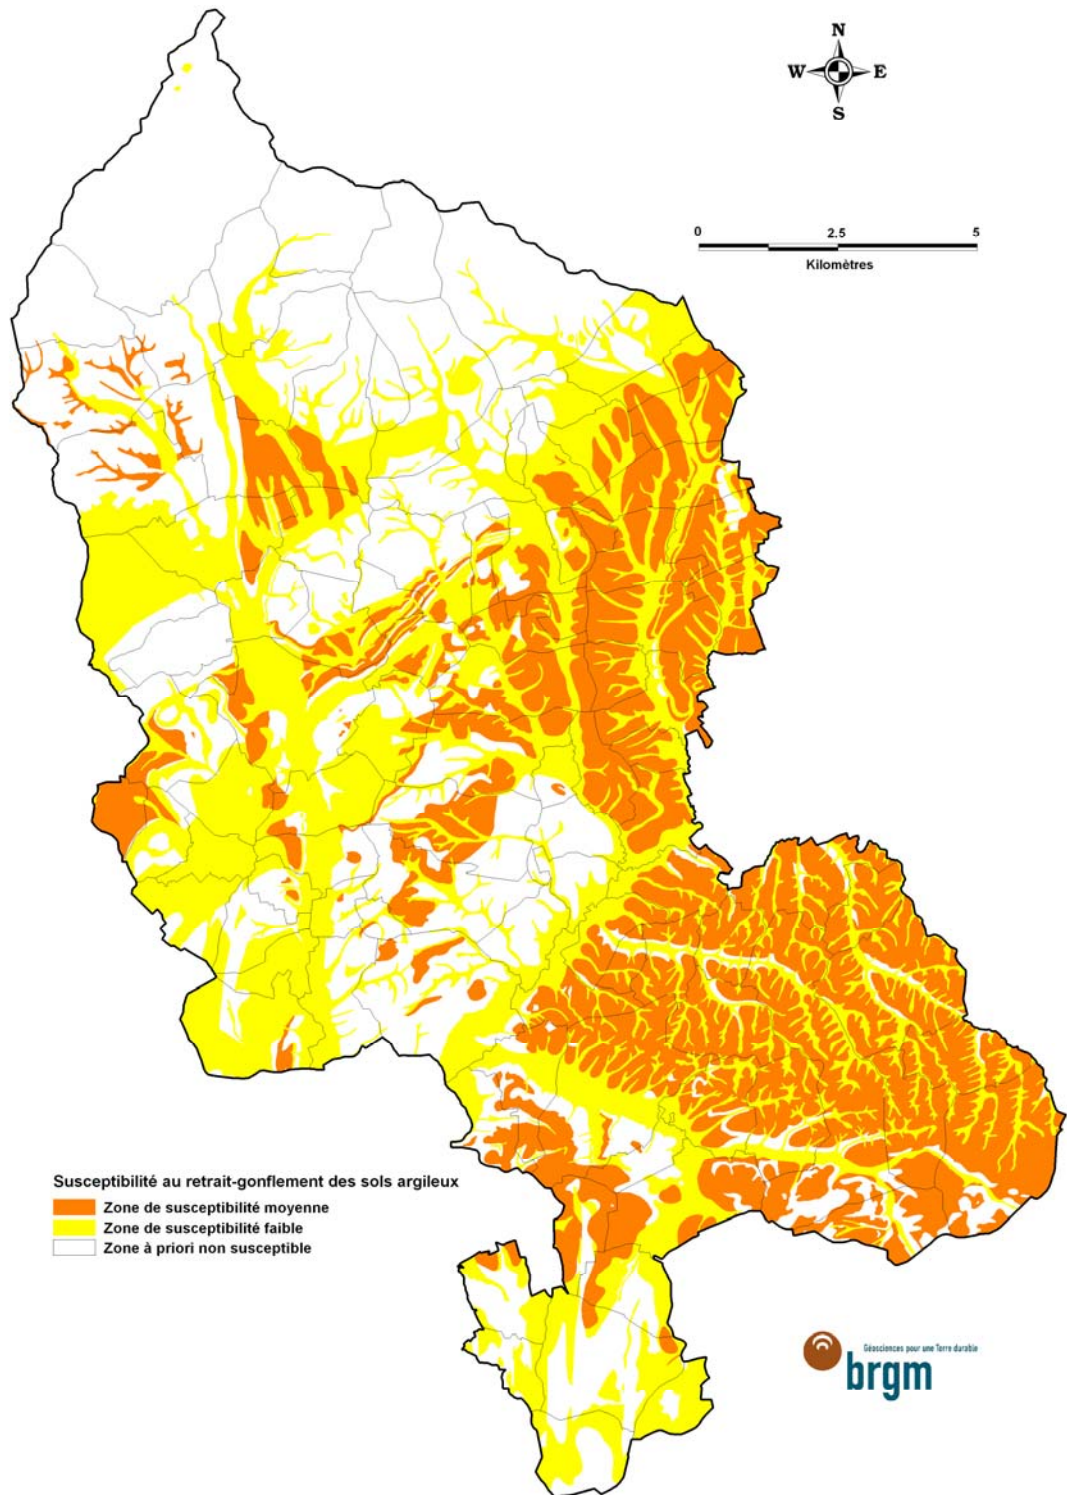 N
W E
S
0 2.5 5
Kilomètres
Susceptibilité au retrait-gonflement des sols argileux
Zone de susceptibilité moyenne
Zone de susceptibilité faible
Zone à priori non susceptible
Géosciences pour une Terre durable
brgm